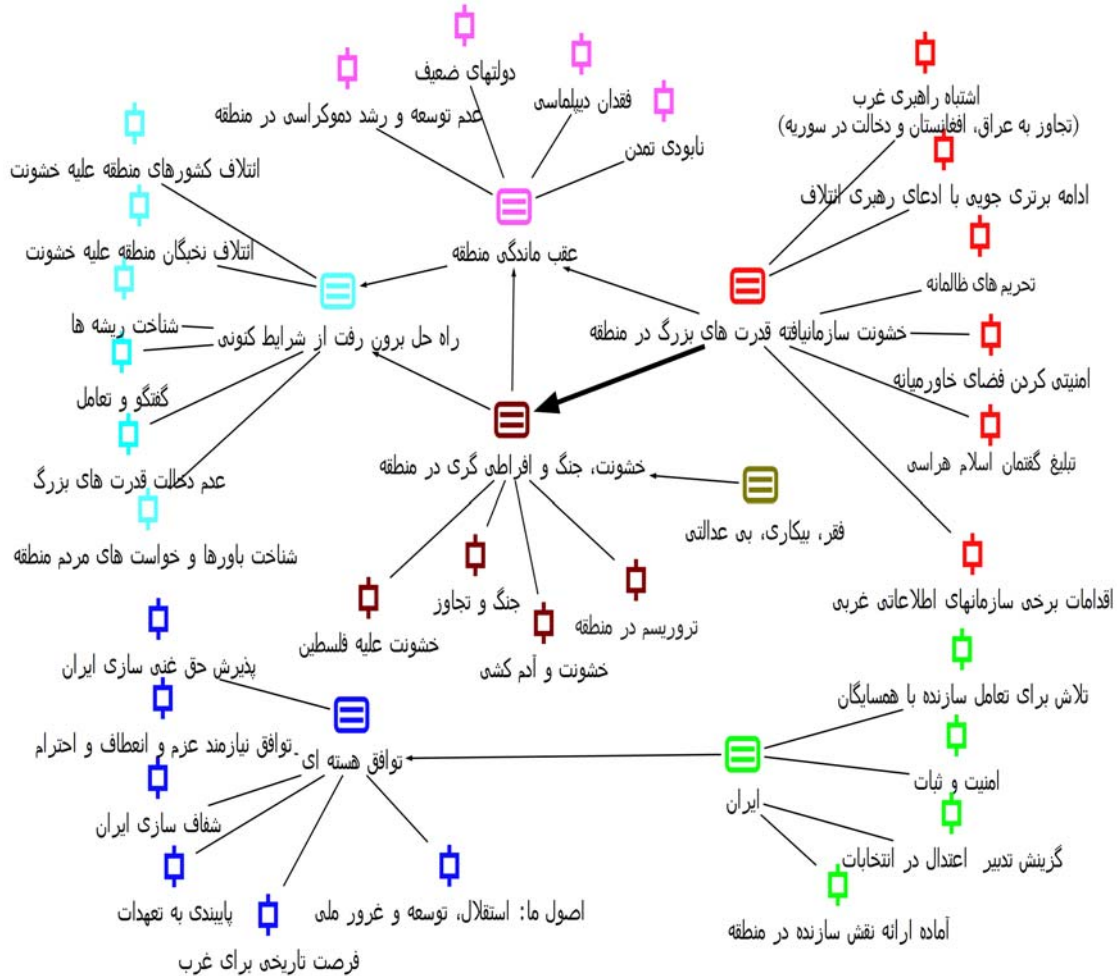 دولتهای ضعیف
فقدان دیپلماسی
عدم توسعه و رشد دموکراسی در منطقه
نابودی تمدن
عقب ماندگی منطقه
اشتباه راهبری غرب
(تجاوز به عراق، افغانستان و دخالت در سوریه)
ادامه برتری جویی با ادعای رهبری ائتلاف
تحریم های ظالمانه
خشونت سازمانیافته قدرت های بزرگ در منطقه
امنیتی کردن فضای خاورمیانه
تبلیغ گفتمان اسلام هراسی
اقدامات برخی سازمانهای اطلاعاتی غربی
ائتلاف کشورهای منطقه علیه خشونت
ائتلاف نخبگان منطقه علیه خشونت
شناخت ریشه ها
راه حل برون رفت از شرایط کنونی
گفتگو و تعامل
عدم دخالت قدرت های بزرگ
شناخت باورها و خواست های مردم منطقه
خشونت، جنگ و افراطی گری در منطقه
فقر، بیکاری، بی عدالتی
جنگ و تجاوز
تروریسم در منطقه
خشونت علیه فلسطین
خشونت و آدم کشی
تلاش برای تعامل سازنده با همسایگان
امنیت و ثبات
ایران
گزینش تدبیر اعتدال در انتخابات
آماده ارائه نقش سازنده در منطقه
پذیرش حق غنی سازی ایران
توافق نیازمند عزم و انعطاف و احترام
توافق هسته ای-
شفاف سازی ایران
پایبندی به تعهدات
اصول ما: استقلال، توسعه و غرور ملی
فرصت تاریخی برای غرب